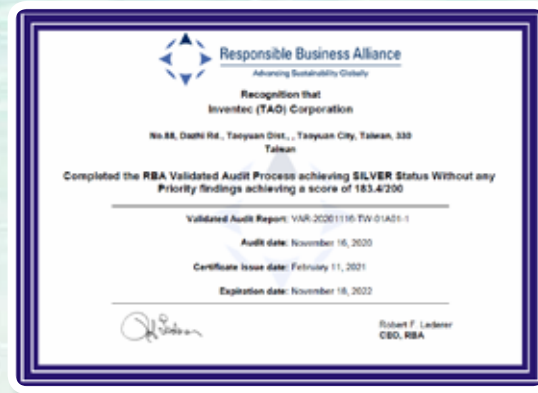 Responsible Business Alliance
Advancing Sustainability Globally
Recognition that
Inventec (TAO) Corporation
No.88, Dazhi Rd., Taoyuan Dist., , Taoyuan City, Taiwan, 330
Taiwan
Completed the RBA Validated Audit Process achieving SILVER Status Without any
Priority findings achieving a score of 183.4/200
Validated Audit Report: VAR-20201116-TW-01A01-1
Audit date: November 16, 2020
Certificate issue date: February 11, 2021
Expiration date: November 16, 2022
Robert F. Lederer
CEO, RBA